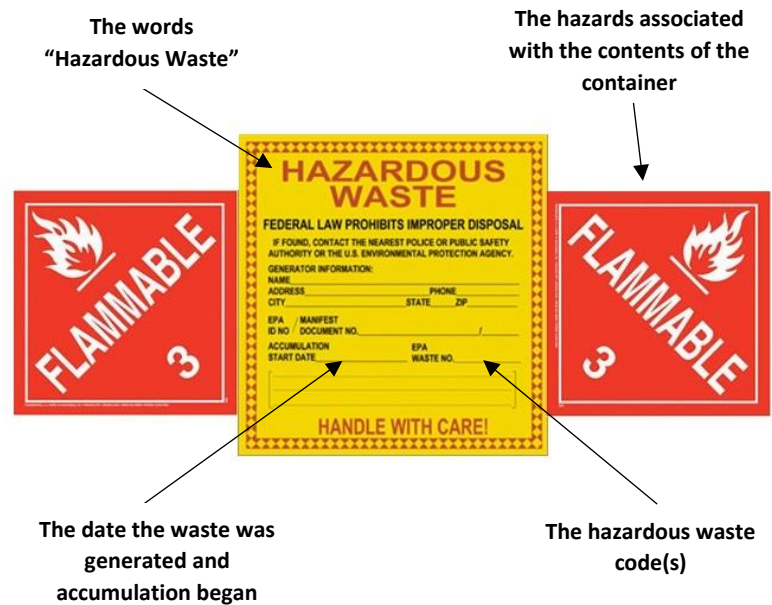 The words
“Hazardous Waste”
The hazards associated
with the contents of the
container
HAZARDOUS
WASTE
FEDERAL LAW PROHIBITS IMPROPER DISPOSAL
IF FOUND, CONTACT THE NEAREST POLICE OR PUBLIC SAFETY
AUTHORITY OR THE U.S. ENVIRONMENTAL PROTECTION AGENCY.
GENERATOR INFORMATION:
NAME
ADDRESS PHONE
CITY STATE ZIP
EPA / MANIFEST
ID NO / DOCUMENT NO. /
ACCUMULATION EPA
START DATE WASTE NO.
HANDLE WITH CARE!
FLAMMABLE
3
FLAMMABLE
3
The date the waste was
generated and
accumulation began
The hazardous waste
code(s)